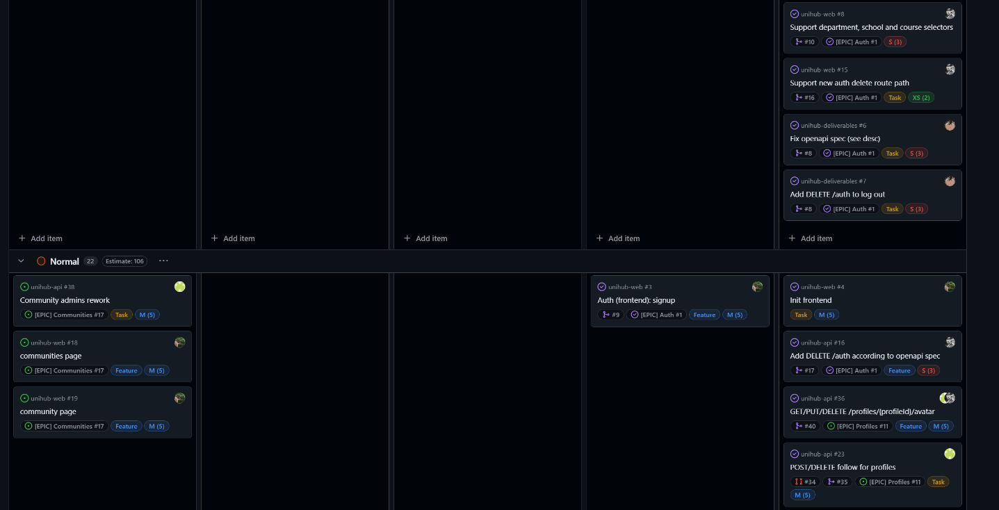 unihub-web #8
Support department, school and course selectors
#10 [EPIC] Auth #1 S (3)
unihub-web #15
Support new auth delete route path
#16 [EPIC] Auth #1 Task XS (2)
unihub-deliverables #6
Fix openapi spec (see desc)
#8 [EPIC] Auth #1 Task S (3)
unihub-deliverables #7
Add DELETE /auth to log out
#8 [EPIC] Auth #1 Task S (3)
Add item Add item Add item Add item Add item
Normal 22 Estimate: 106
unihub-api #38
Community admins rework
[EPIC] Communities #17 Task M (5)
unihub-web #18
communities page
[EPIC] Communities #17 Feature M (5)
unihub-web #19
community page
[EPIC] Communities #17 Feature M (5)
unihub-web #3
Auth (frontend): signup
#9 [EPIC] Auth #1 Feature M (5)
unihub-web #4
Init frontend
Task M (5)
unihub-api #16
Add DELETE /auth according to openapi spec
#17 [EPIC] Auth #1 Feature S (3)
unihub-api #36
GET/PUT/DELETE /profiles/{profileId}/avatar
#40 [EPIC] Profiles #11 Feature M (5)
unihub-api #23
POST/DELETE follow for profiles
#34 #35 [EPIC] Profiles #11 Task
M (5)